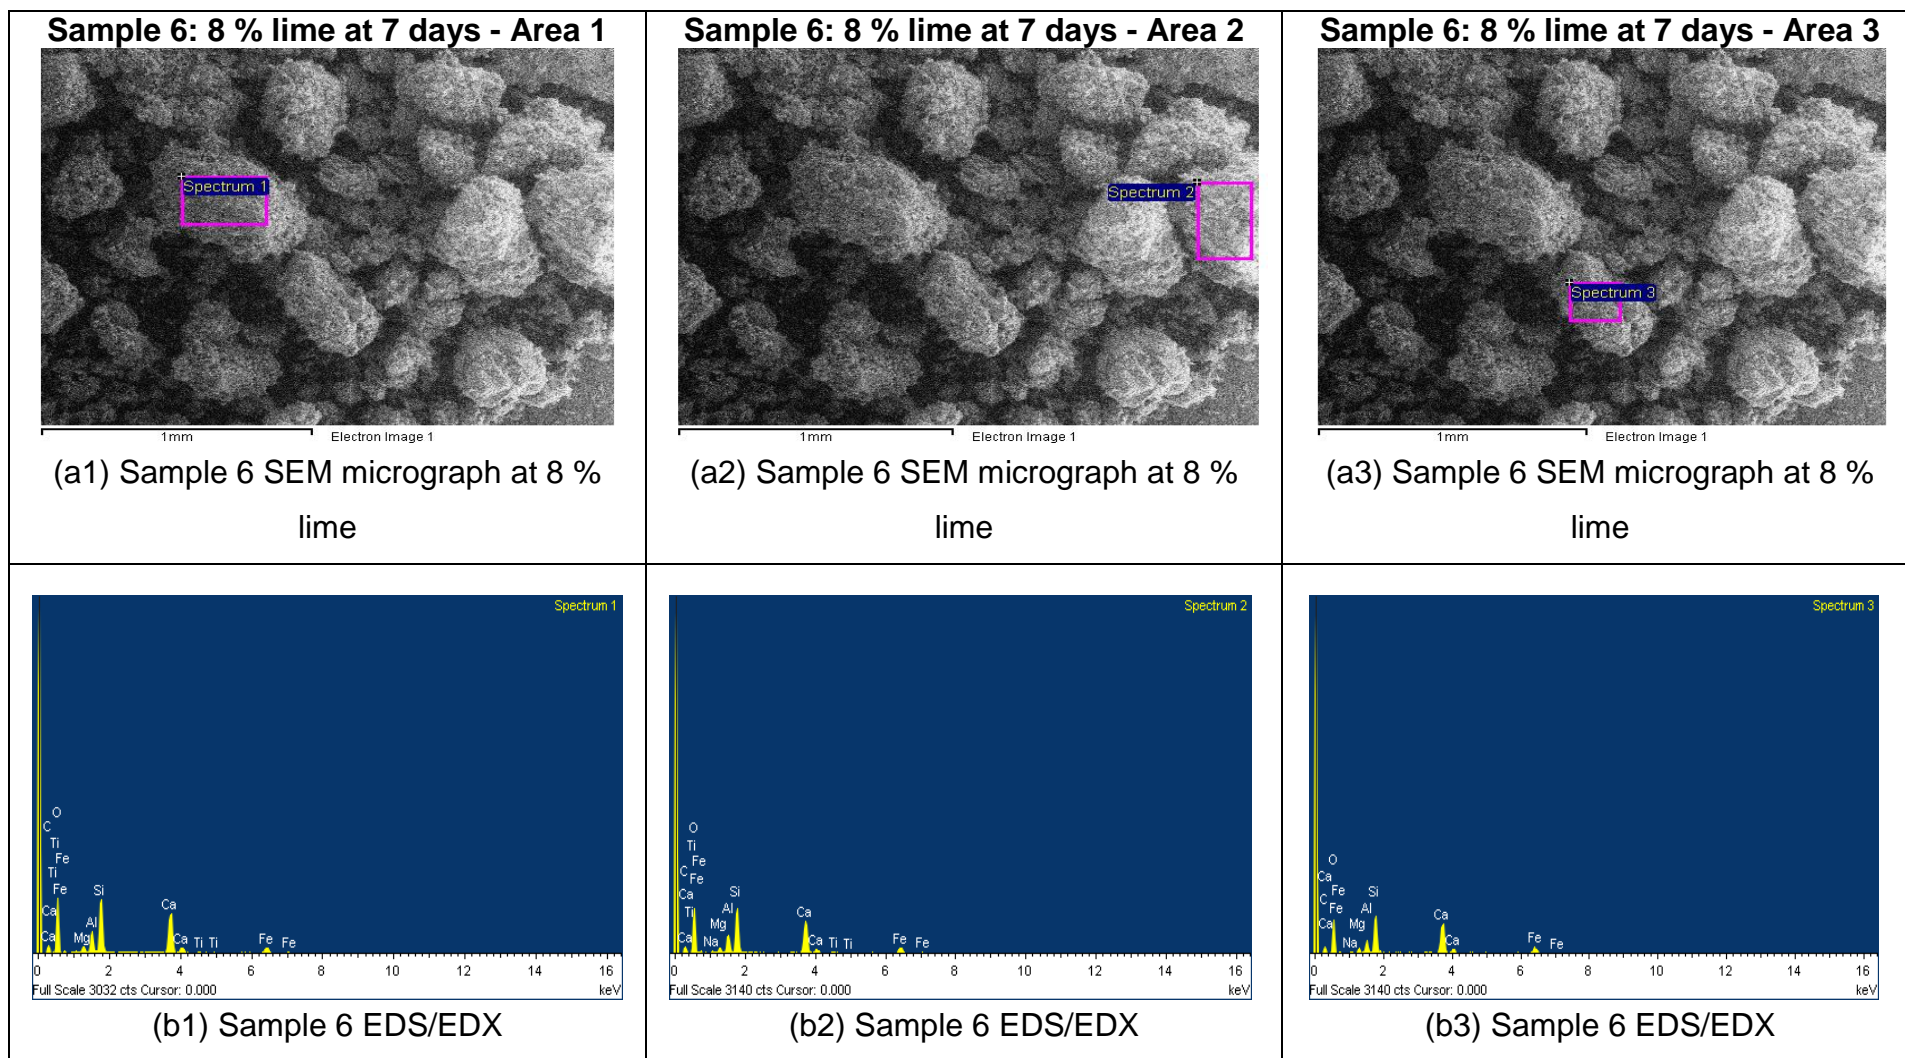 Sample 6: 8 % lime at 7 days - Area 1
Spectrum 1
1mm
Electron Image 1
(a1) Sample 6 SEM micrograph at 8 %
lime
Sample 6: 8 % lime at 7 days - Area 2
Spectrum 2
1mm
Electron Image 1
(a2) Sample 6 SEM micrograph at 8 %
lime
Sample 6: 8 % lime at 7 days - Area 3
Spectrum 3
1mm
Electron Image 1
(a3) Sample 6 SEM micrograph at 8 %
lime
Spectrum 1
O
C
Ti
Fe
Ti
Fe Si
Ca Ca
Al
Ca Mg Ca Ti Ti Fe Fe
0 2 4 6 8 10 12 14 16
Full Scale 3032 cts Cursor: 0.000 keV
(b1) Sample 6 EDS/EDX
Spectrum 2
O
Ti
Fe
C Fe
Ca Si
Ti Al Ca
Mg
Ca Na Ca Ti Ti Fe Fe
0 2 4 6 8 10 12 14 16
Full Scale 3140 cts Cursor: 0.000 keV
(b2) Sample 6 EDS/EDX
Spectrum 3
O
Ca
Fe Si
C
Fe Al Ca
Ca Mg
Na Ca Fe Fe
0 2 4 6 8 10 12 14 16
Full Scale 3140 cts Cursor: 0.000 keV
(b3) Sample 6 EDS/EDX